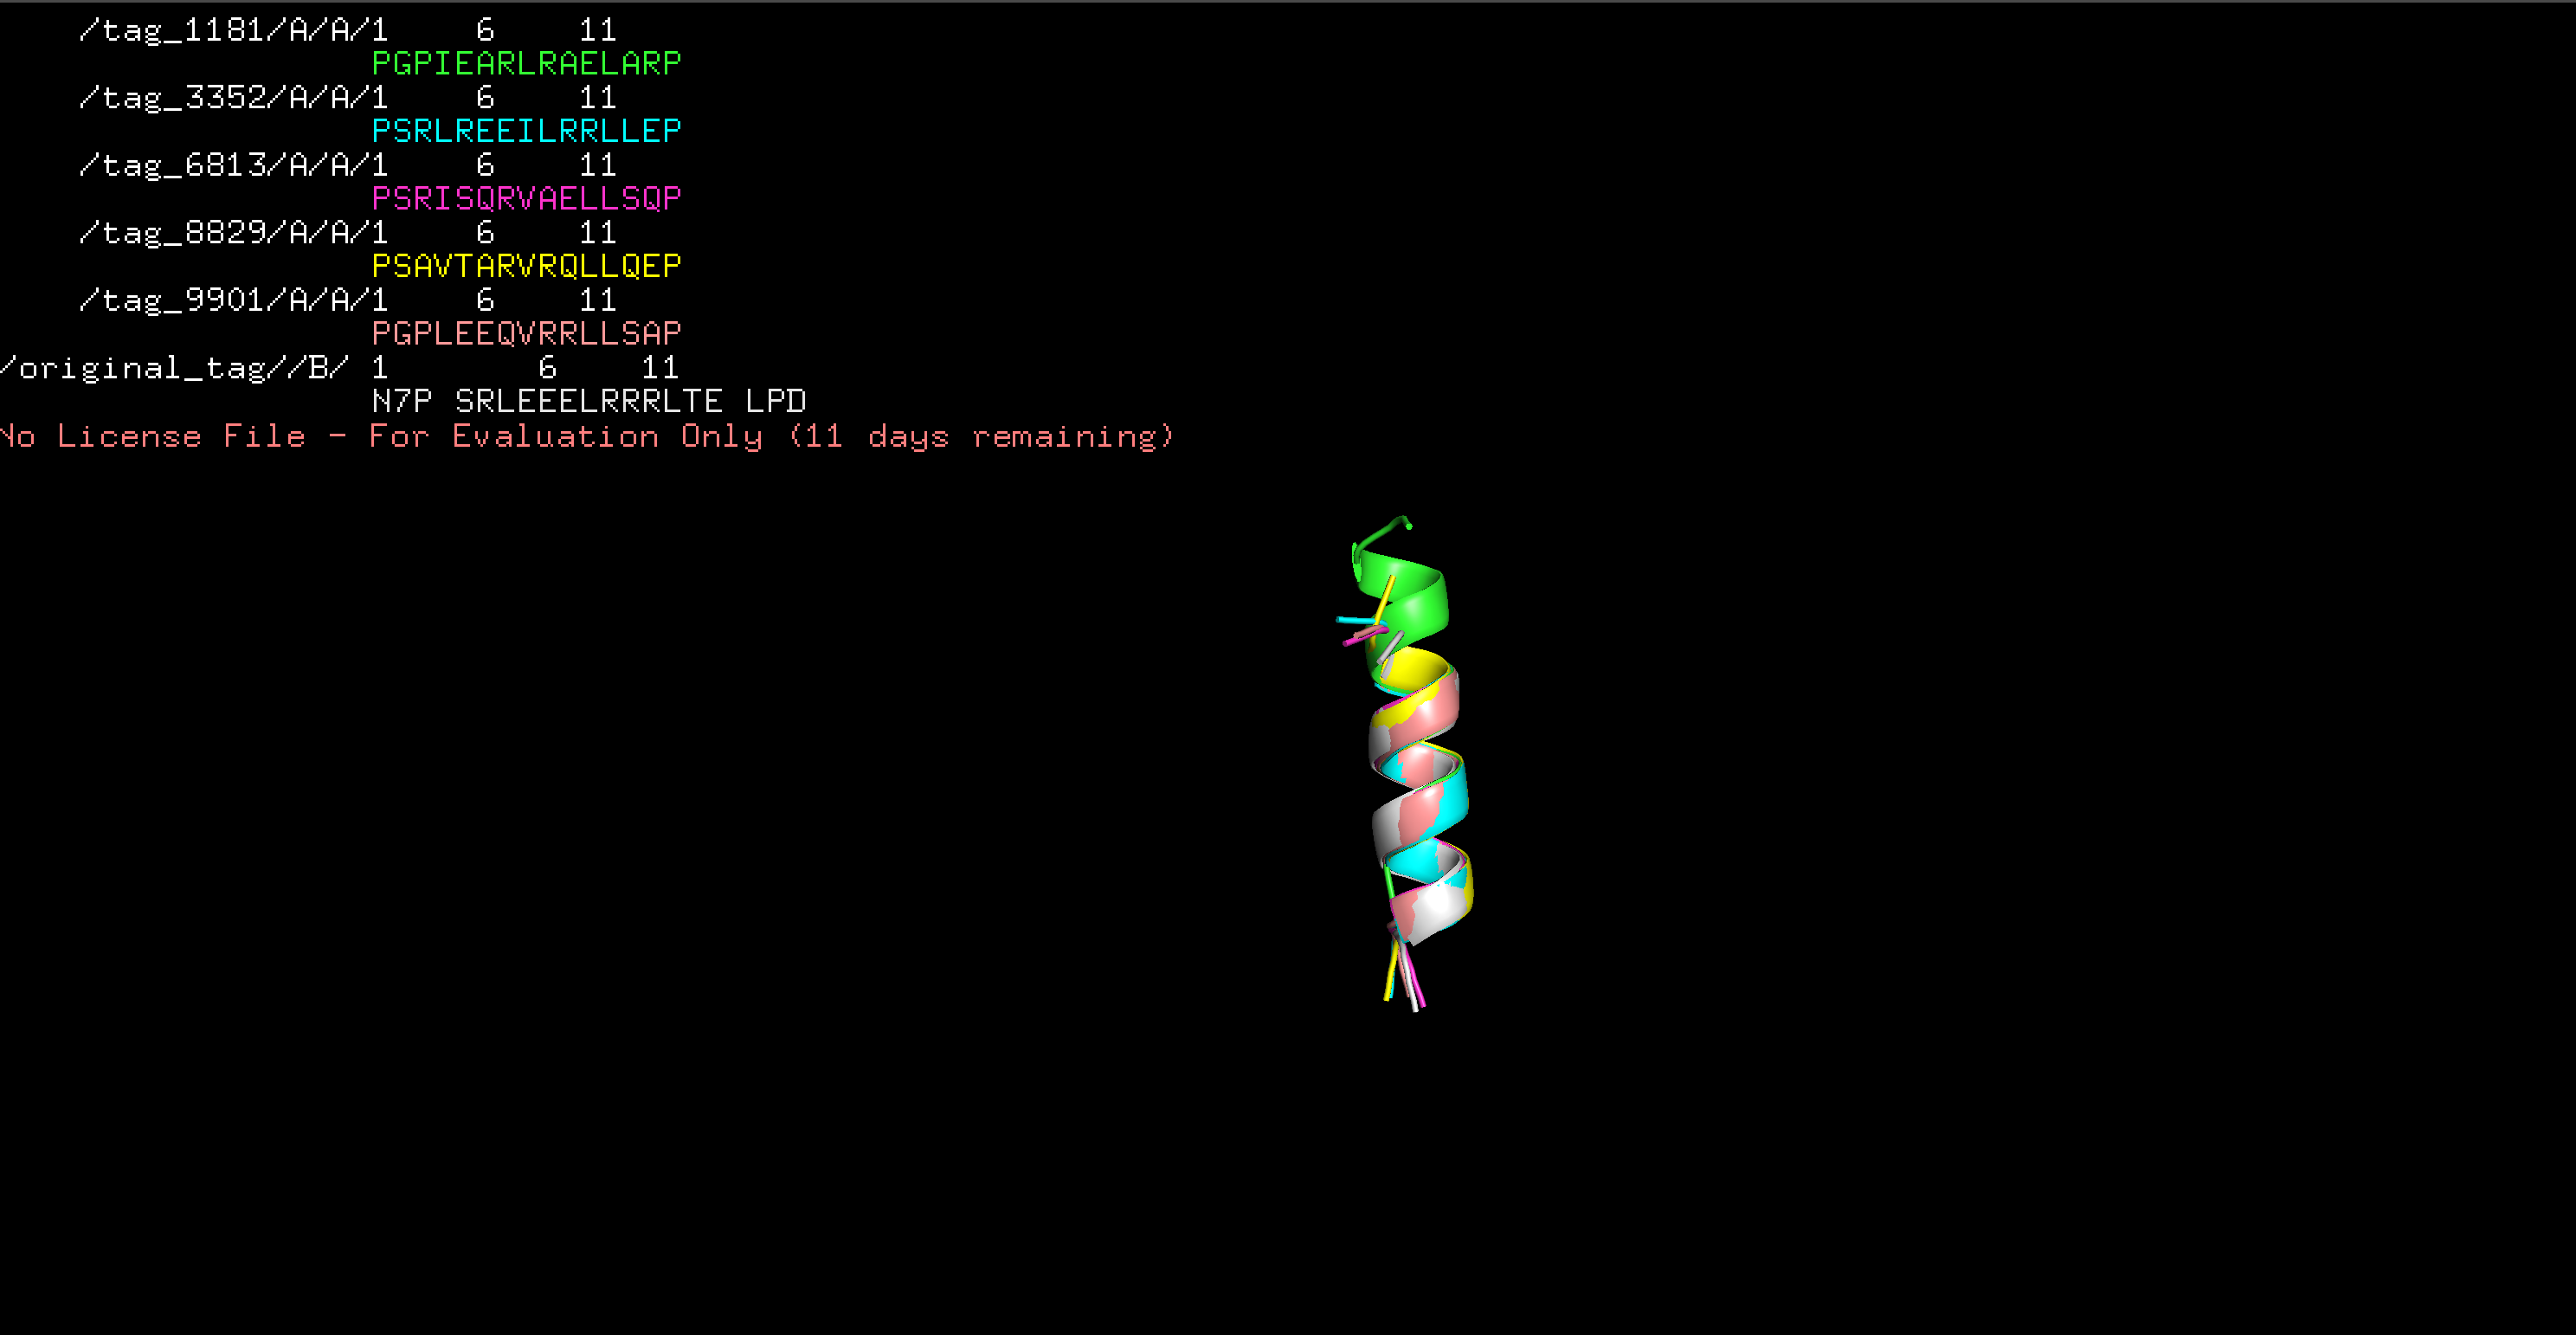 /tag_1181/A/A/1 6 11
PGPIEARLRAELARP
/tag_3352/A/A/1 6 11
PSRLREEILRRLLEP
/tag_6813/A/A/1 6 11
PSRISQRVAELLSQP
/tag_8829/A/A/1 6 11
PSAVTARVRQLLQEP
/tag_9901/A/A/1 6 11
PGPLEEQVRRLLSAP
/original_tag//B/ 1 6 11
N7P SRLEEELRRRLTE LPD
No License File - For Evaluation Only (11 days remaining)